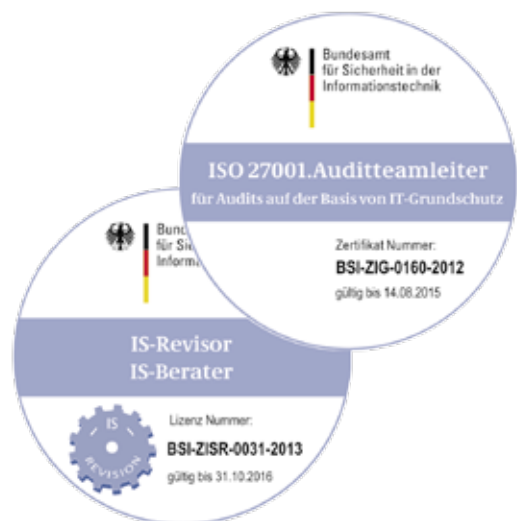 Bundesamt
für Sicherheit in der
Informationstechnik
ISO 27001.Auditteamleiter
für Audits auf der Basis von IT-Grundschutz
Zertifikat Nummer:
BSI-ZIG-0160-2012
gültig bis 14.08.2015
IS-Revisor
IS-Berater
IS
REVISION
Lizenz Nummer:
BSI-ZISR-0031-2013
gültig bis 31.10.2016